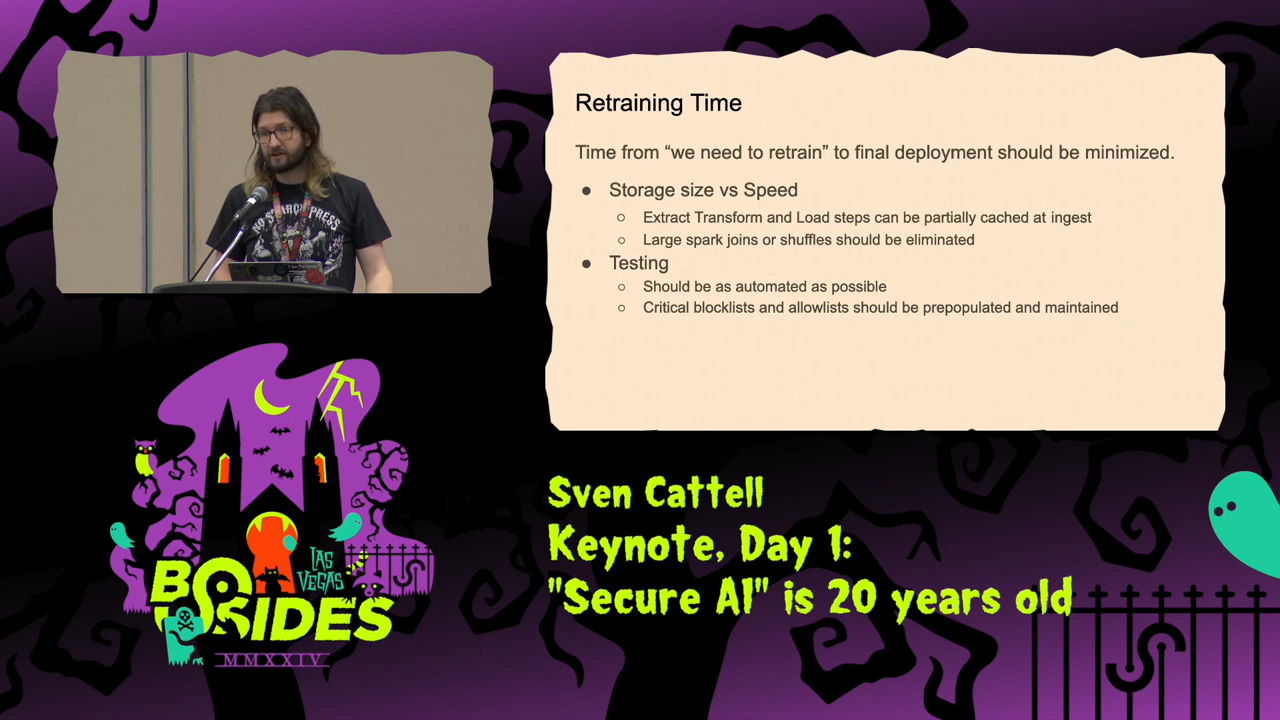 Retraining Time
Time from “we need to retrain” to final deployment should be minimized.
● Storage size vs Speed
○ Extract Transform and Load steps can be partially cached at ingest
○ Large spark joins or shuffles should be eliminated
● Testing
○ Should be as automated as possible
○ Critical blocklists and allowlists should be prepopulated and maintained
NO STARCH PRESS
LAS
VEGAS
BSIDES
MMXXIV
Sven Cattell
Keynote, Day 1:
"Secure AI" is 20 years old